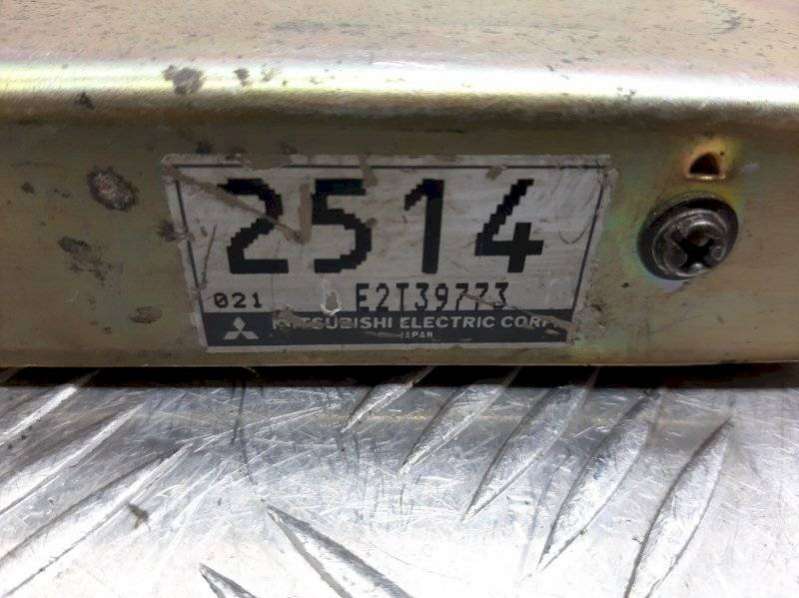 2514
021 E2T39773
MITSUBISHI ELECTRIC CORP.
JAPAN